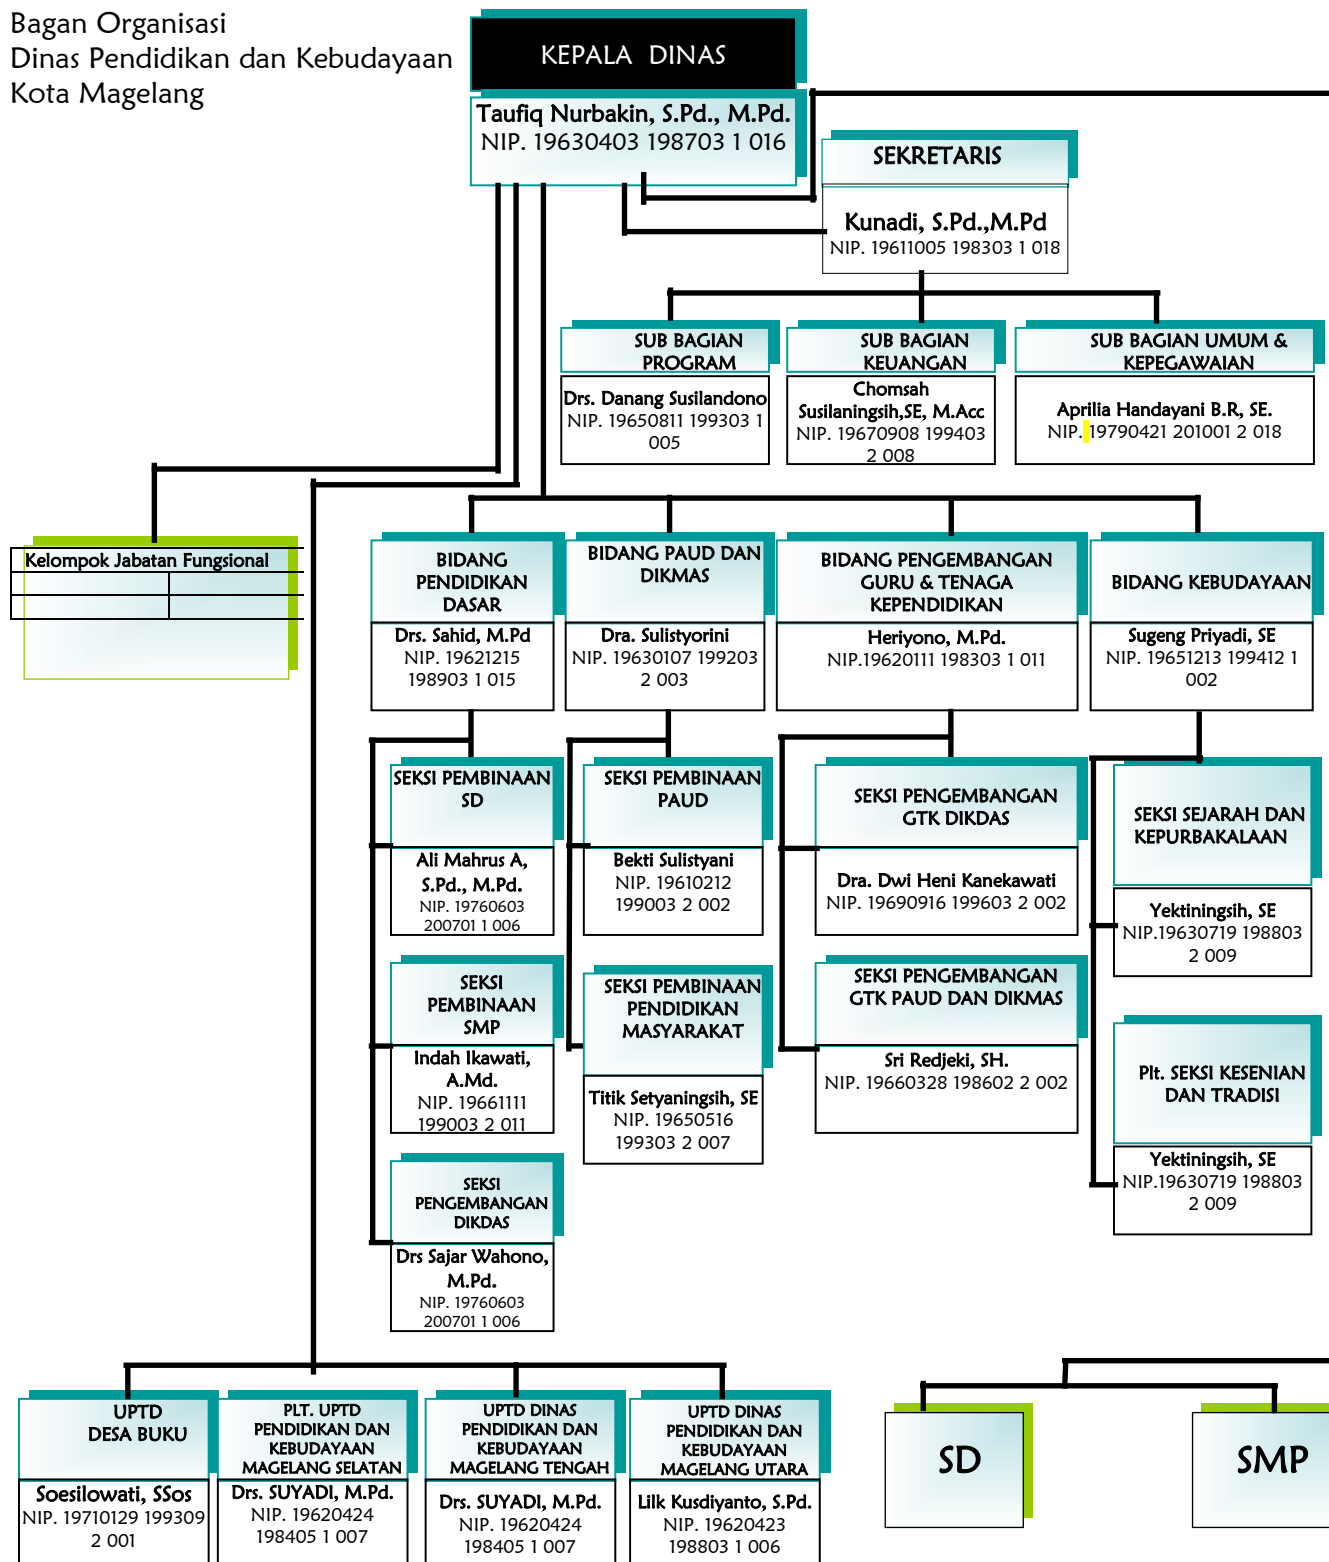 Bagan Organisasi
Dinas Pendidikan dan Kebudayaan
Kota Magelang
KEPALA DINAS
Taufiq Nurbakin, S.Pd., M.Pd.
NIP. 19630403 198703 1 016
SEKRETARIS
Kunadi, S.Pd.,M.Pd
NIP. 19611005 198303 1 018
SUB BAGIAN
PROGRAM
Drs. Danang Susilandono
NIP. 19650811 199303 1
005
SUB BAGIAN
KEUANGAN
Chomsah
Susilaningsih,SE, M.Acc
NIP. 19670908 199403
2 008
SUB BAGIAN UMUM &
KEPEGAWAIAN
Aprilia Handayani B.R, SE.
NIP. 19790421 201001 2 018
Kelompok Jabatan Fungsional
BIDANG
PENDIDIKAN
DASAR
Drs. Sahid, M.Pd
NIP. 19621215
198903 1 015
BIDANG PAUD DAN
DIKMAS
Dra. Sulistyorini
NIP. 19630107 199203
2 003
BIDANG PENGEMBANGAN
GURU & TENAGA
KEPENDIDIKAN
Heriyono, M.Pd.
NIP.19620111 198303 1 011
BIDANG KEBUDAYAAN
Sugeng Priyadi, SE
NIP. 19651213 199412 1
002
SEKSI PEMBINAAN
SD
Ali Mahrus A,
S.Pd., M.Pd.
NIP. 19760603
200701 1 006
SEKSI
PEMBINAAN
SMP
Indah Ikawati,
A.Md.
NIP. 19661111
199003 2 011
SEKSI
PENGEMBANGAN
DIKDAS
Drs Sajar Wahono,
M.Pd.
NIP. 19760603
200701 1 006
SEKSI PEMBINAAN
PAUD
Bekti Sulistyani
NIP. 19610212
199003 2 002
SEKSI PEMBINAAN
PENDIDIKAN
MASYARAKAT
Titik Setyaningsih, SE
NIP. 19650516
199303 2 007
SEKSI PENGEMBANGAN
GTK DIKDAS
Dra. Dwi Heni Kanekawati
NIP. 19690916 199603 2 002
SEKSI PENGEMBANGAN
GTK PAUD DAN DIKMAS
Sri Redjeki, SH.
NIP. 19660328 198602 2 002
SEKSI SEJARAH DAN
KEPURBAKALAAN
Yektiningsih, SE
NIP.19630719 198803
2 009
Plt. SEKSI KESENIAN
DAN TRADISI
Yektiningsih, SE
NIP.19630719 198803
2 009
UPTD
DESA BUKU
Soesilowati, SSos
NIP. 19710129 199309
2 001
PLT. UPTD
PENDIDIKAN DAN
KEBUDAYAAN
MAGELANG SELATAN
Drs. SUYADI, M.Pd.
NIP. 19620424
198405 1 007
UPTD DINAS
PENDIDIKAN DAN
KEBUDAYAAN
MAGELANG TENGAH
Drs. SUYADI, M.Pd.
NIP. 19620424
198405 1 007
UPTD DINAS
PENDIDIKAN DAN
KEBUDAYAAN
MAGELANG UTARA
Lilk Kusdiyanto, S.Pd.
NIP. 19620423
198803 1 006
SD
SMP